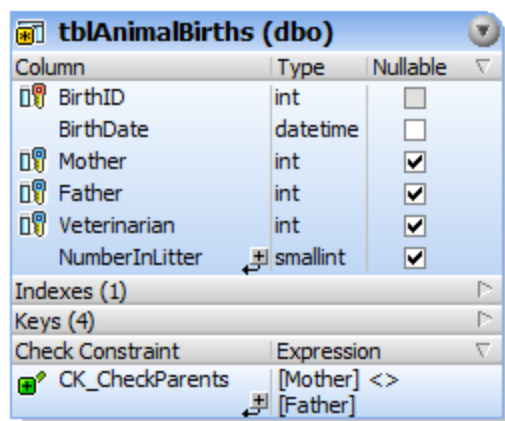 tblAnimalBirths (dbo)
Column Type Nullable
BirthID int
BirthDate datetime
Mother int
Father int
Veterinarian int
NumberInLitter smallint
Indexes (1)
Keys (4)
Check Constraint Expression
CK_CheckParents [Mother] <>
[Father]